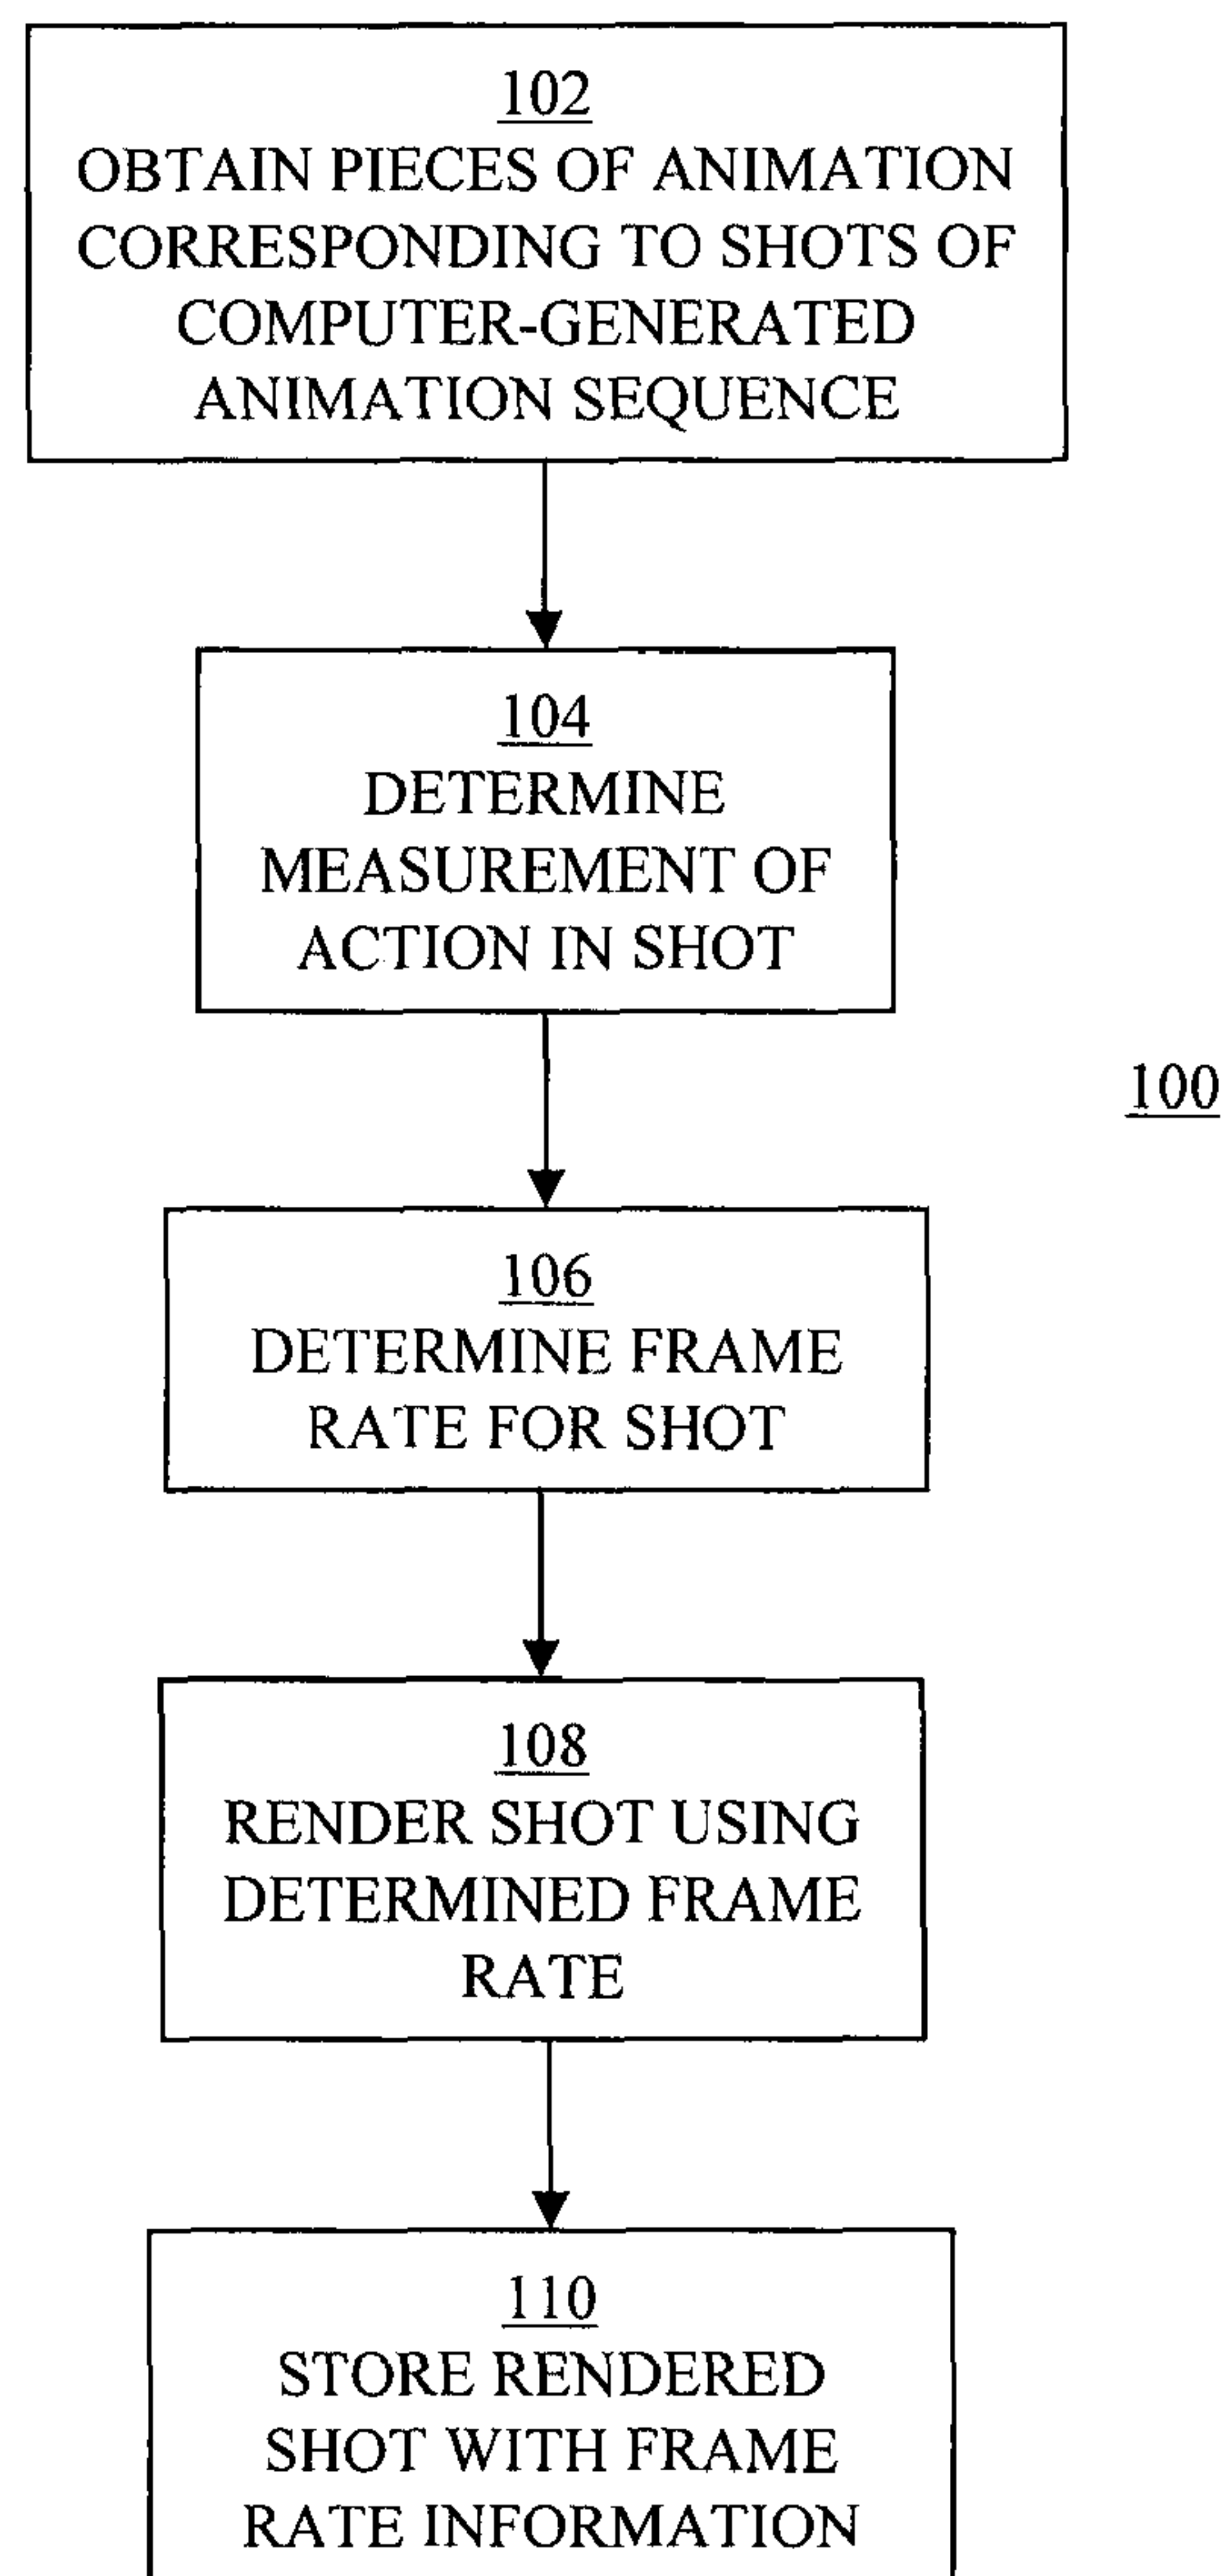 102
OBTAIN PIECES OF ANIMATION
CORRESPONDING TO SHOTS OF
COMPUTER-GENERATED
ANIMATION SEQUENCE
104
DETERMINE
MEASUREMENT OF
ACTION IN SHOT
100
106
DETERMINE FRAME
RATE FOR SHOT
108
RENDER SHOT USING
DETERMINED FRAME
RATE
110
STORE RENDERED
SHOT WITH FRAME
RATE INFORMATION